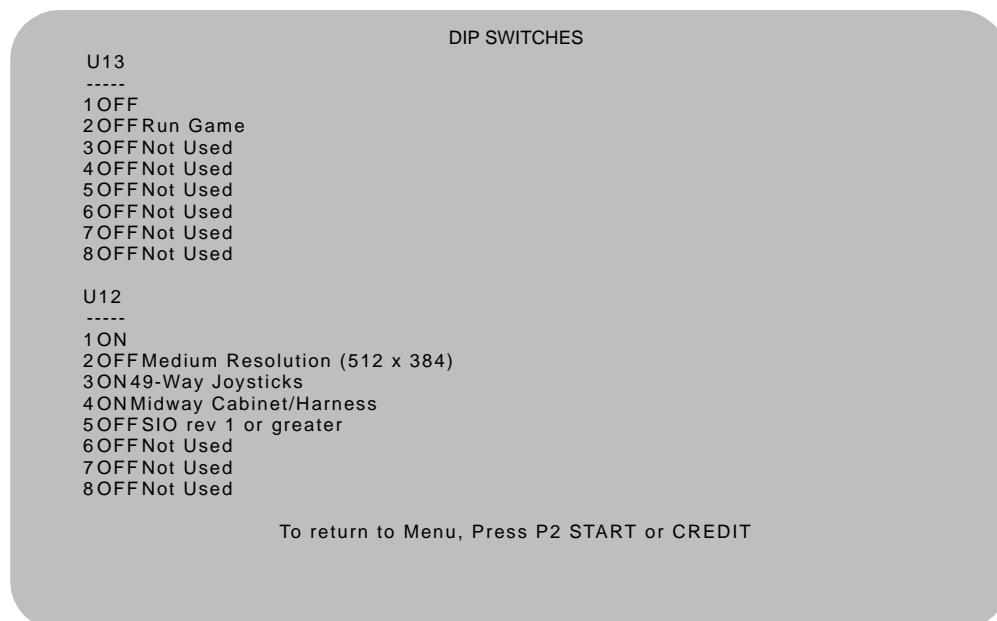 DIP SWITCHES
U13
-----
1 OFF
2 OFF Run Game
3 OFF Not Used
4 OFF Not Used
5 OFF Not Used
6 OFF Not Used
7 OFF Not Used
8 OFF Not Used
U12
-----
1 ON
2 OFF Medium Resolution (512 x 384)
3 ON 49-Way Joysticks
4 ON Midway Cabinet/Harness
5 OFF SIO rev 1 or greater
6 OFF Not Used
7 OFF Not Used
8 OFF Not Used
To return to Menu, Press P2 START or CREDIT